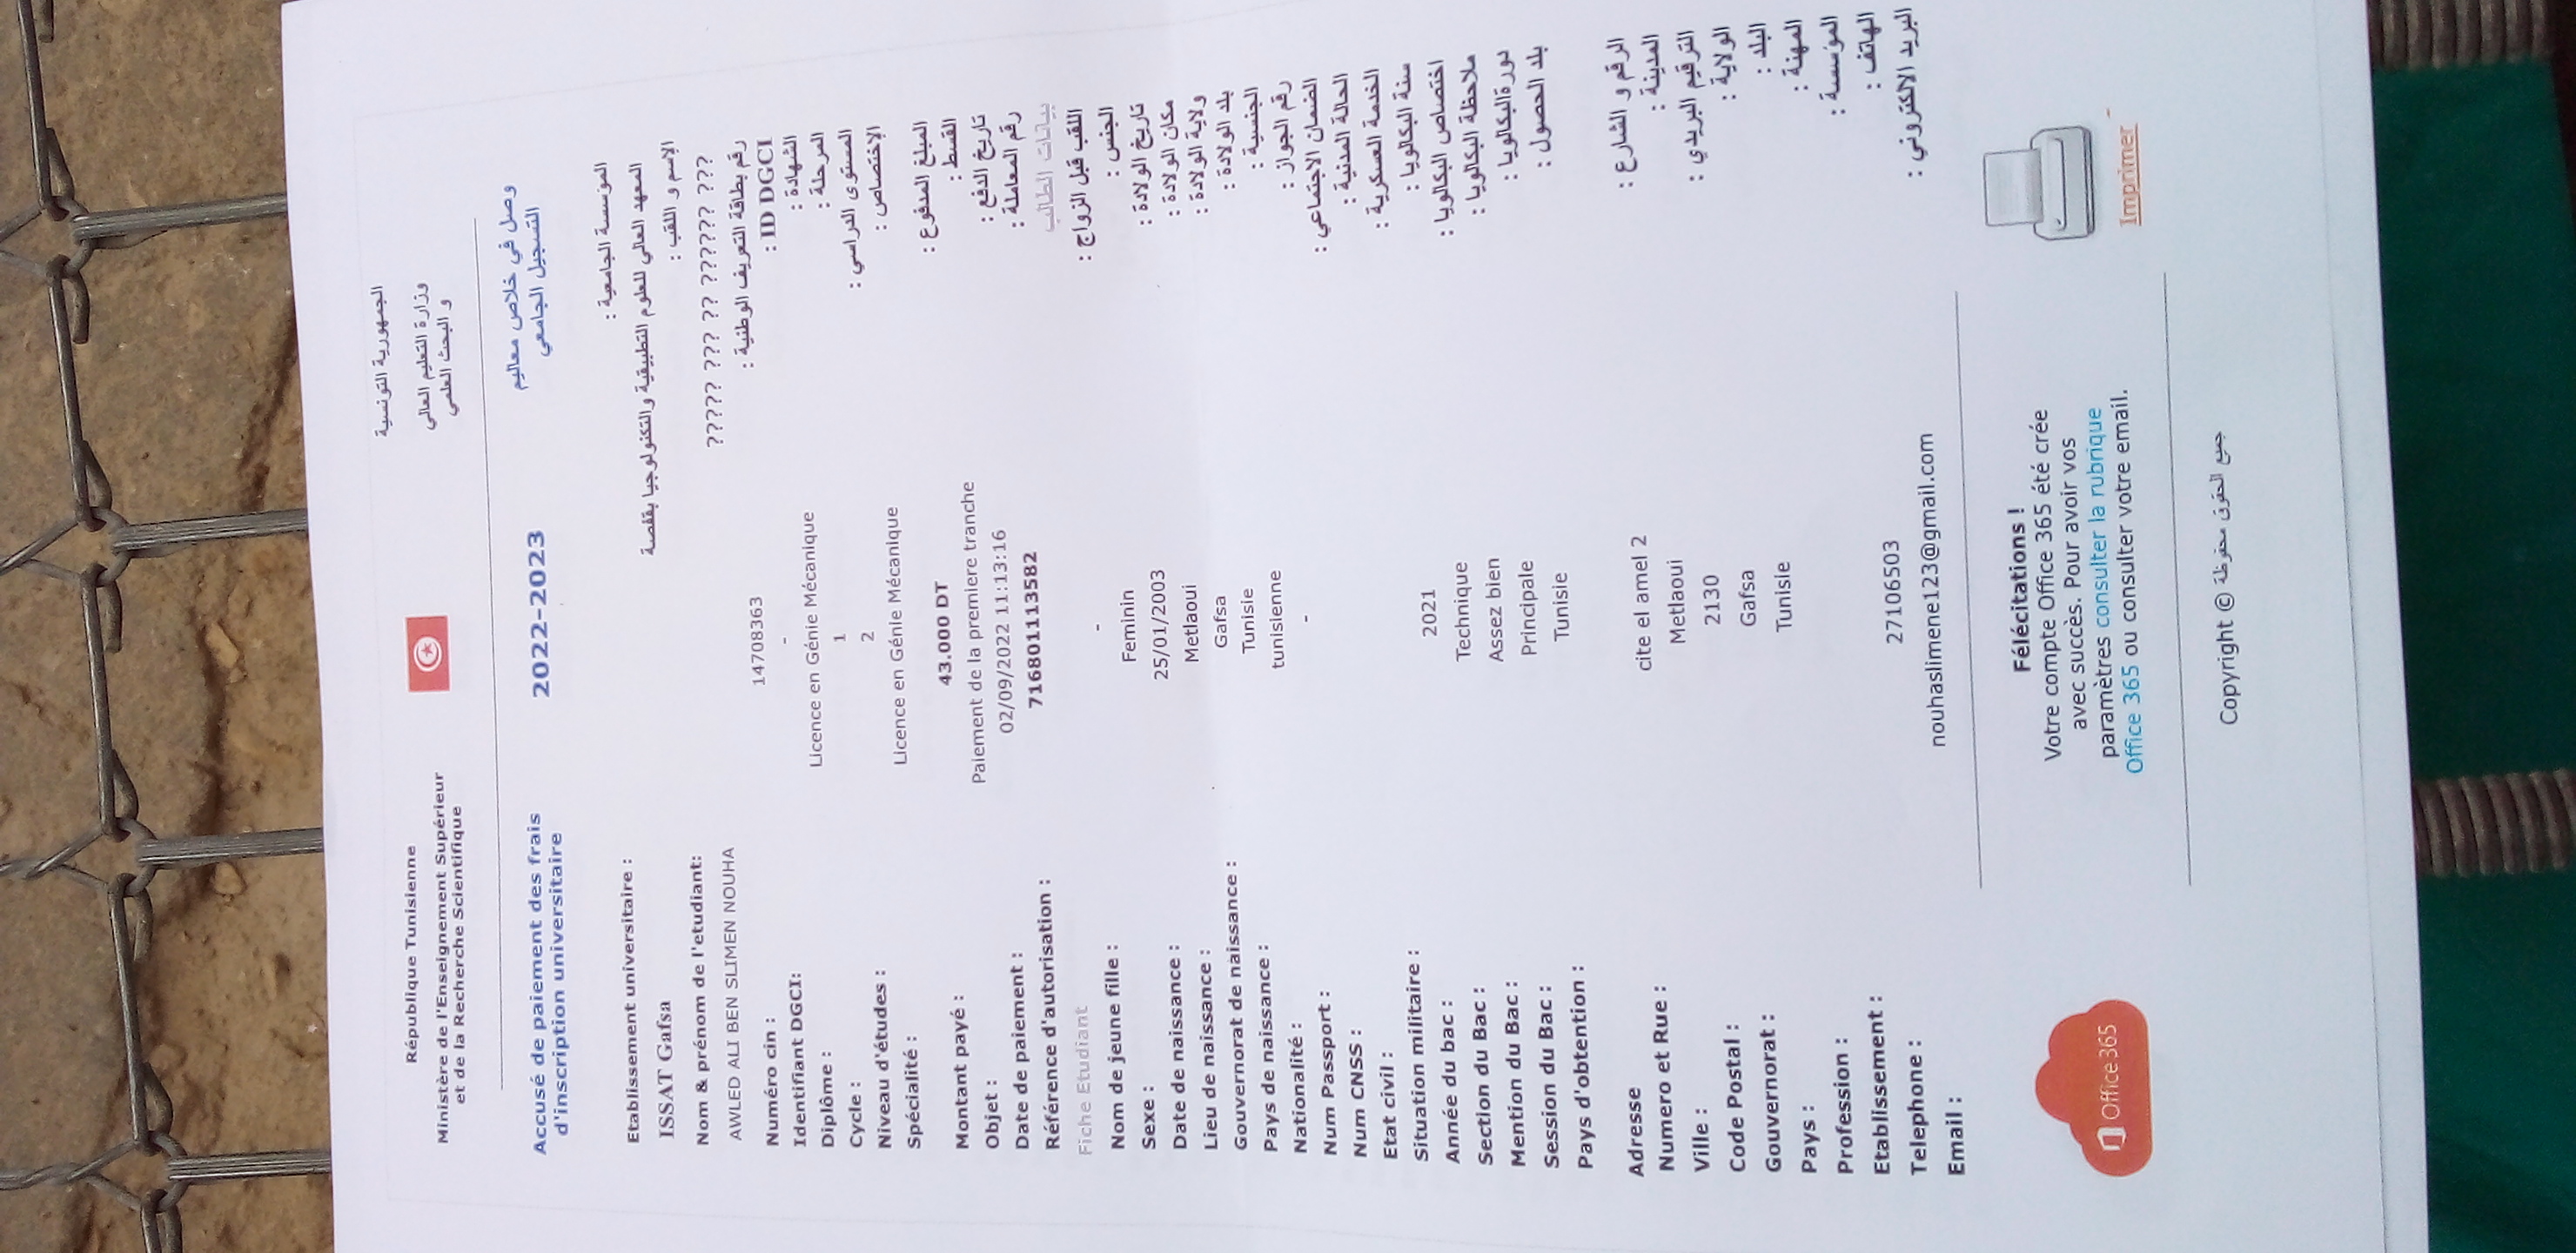 République Tunisienne
Ministère de l'Enseignement Supérieur
et de la Recherche Scientifique
الجمهورية التونسية
وزارة التعليم العالي
و البحث العلمي
Accusé de paiement des frais
d'inscription universitaire
2022-2023
وصل في خلاص معاليم
التسجيل الجامعي
Etablissement universitaire :
المؤسسة الجامعية :
ISSAT Gafsa
المعهد العالي للعلوم التطبيقية والتكنولوجيا بقفصة
Nom & prénom de l'etudiant:
الإسم و اللقب :
AWLED ALI BEN SLIMEN NOUHA
????? ??? ?? ?????? ???
Numéro cin :
14708363
رقم بطاقة التعريف الوطنية :
Identifiant DGCI:
-
ID DGCI :
Diplôme :
Licence en Génie Mécanique
الشهادة :
Cycle :
1
المرحلة :
Niveau d'études :
2
المستوى الدراسي :
Spécialité :
Licence en Génie Mécanique
الإختصاص :
Montant payé :
43.000 DT
المبلغ المدفوع :
Objet :
Paiement de la premiere tranche
القسط :
Date de paiement :
02/09/2022 11:13:16
تاريخ الدفع :
Référence d'autorisation :
716801113582
رقم المعاملة :
Fiche Etudiant
بيانات الطالب
Nom de jeune fille :
-
اللقب قبل الزواج :
Sexe :
Feminin
الجنس :
Date de naissance :
25/01/2003
تاريخ الولادة :
Lieu de naissance :
Metlaoui
مكان الولادة :
Gouvernorat de naissance :
Gafsa
ولاية الولادة :
Pays de naissance :
Tunisie
بلد الولادة :
Nationalité :
tunisienne
الجنسية :
Num Passport :
-
رقم الجواز :
Num CNSS :
الضمان الاجتماعي :
Etat civil :
الحالة المدنية :
Situation militaire :
الخدمة العسكرية :
Année du bac :
2021
سنة البكالويا :
Section du Bac :
Technique
اختصاص البكالويا :
Mention du Bac :
Assez bien
ملاحظة البكالويا :
Session du Bac :
Principale
دورةالبكالويا :
Pays d'obtention :
Tunisie
بلد الحصول :
Adresse
Numero et Rue :
cite el amel 2
الرقم و الشارع :
Ville :
Metlaoui
المدينة :
Code Postal :
2130
الترقيم البريدي :
Gouvernorat :
Gafsa
الولاية :
Pays :
Tunisie
البلد :
Profession :
المهنة :
Etablissement :
المؤسسة :
Telephone :
27106503
الهاتف :
Email :
nouhaslimene123@gmail.com
البريد الالكتروني :
Office 365
Félécitations !
Votre compte Office 365 été crée
avec succès. Pour avoir vos
paramètres consulter la rubrique
Office 365 ou consulter votre email.
Imprimer
Copyright © جميع الحقوق محفوظة